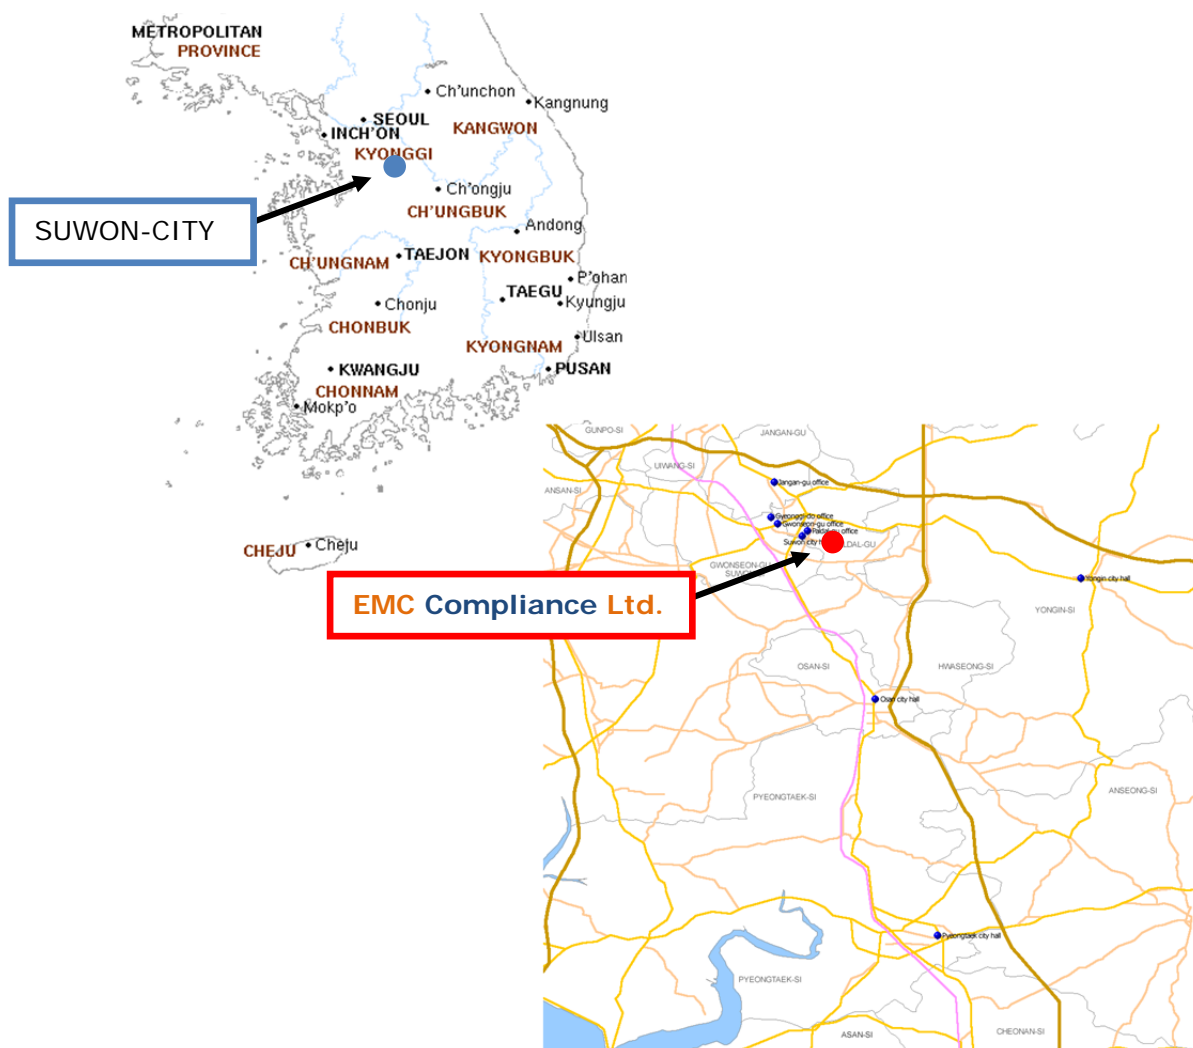 METROPOLITAN
PROVINCE
Ch'unchon
Kangnung
SEOUL
INCH'ON
KANGWON
KYONGGI
Ch'ongju
CH'UNGBUK
SUWON-CITY
Andong
TAEJON
KYONGBUK
CH'UNGNAM
P'ohan
TAEGU
Chonju
Kyungju
CHONBUK
Ulsan
KYONGNAM
KWANGJU
PUSAN
CHONNAM
Mokp'o
CHEJU
Cheju
GUNPO-SI
JANGAN-GU
UIWANG-SI
Jangan-gu office
ANSAN-SI
Gyeonggi-do office
Gwonseon-gu office
Paldal-gu office
Suwon city h
LDAL-GU
GWONSEON-GU
SUWON
Yongin city hall
EMC Compliance Ltd.
YONGIN-SI
OSAN-SI
HWASEONG-SI
Osan city hall
PYEONGTAEK-SI
ANSEONG-SI
Pyeongtaek city hall
PYEONGTAEK-SI
ASAN-SI
CHEONAN-SI